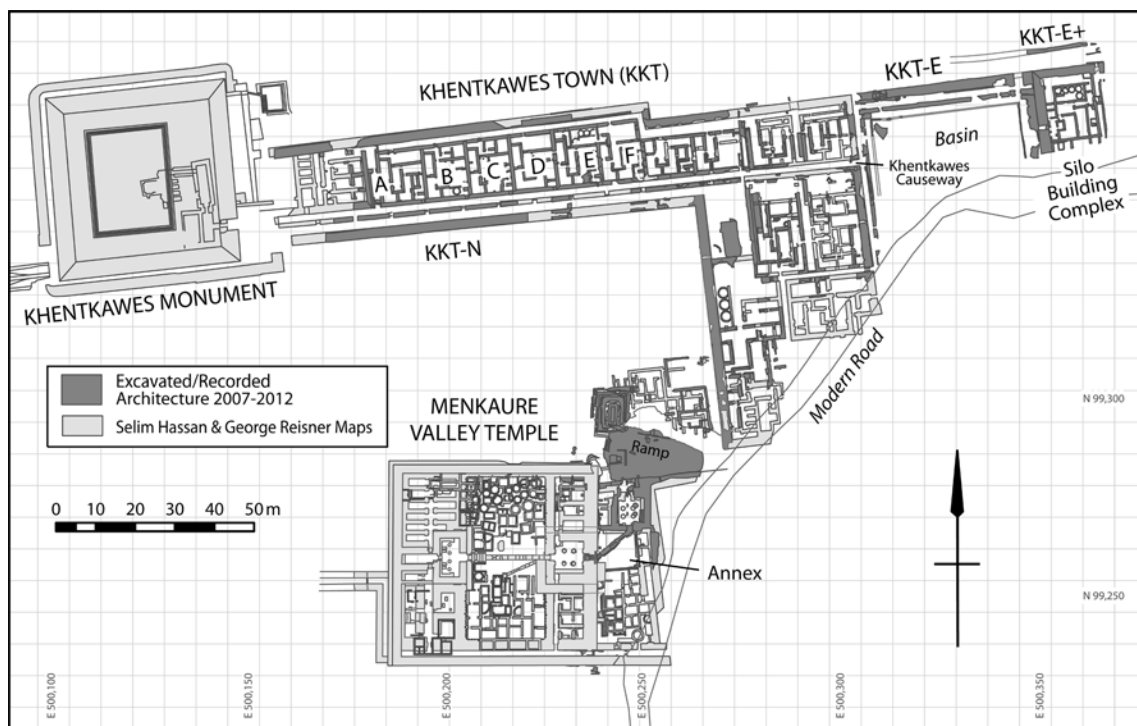 KKT-E+
KKT-E
KHENTKAWES TOWN (KKT)
Basin
A
B
C
D
E
F
Khentkawes
Causeway
Silo
Building
Complex
KKT-N
KHENTKAWES MONUMENT
Modern Road
Excavated/Recorded
Architecture 2007-2012
Selim Hassan & George Reisner Maps
MENKAURE
VALLEY TEMPLE
N 99,300
Ramp
0 10 20 30 40 50 m
Annex
N 99,250
E 500,100
E 500,150
E 500,200
E 500,250
E 500,300
E 500,350